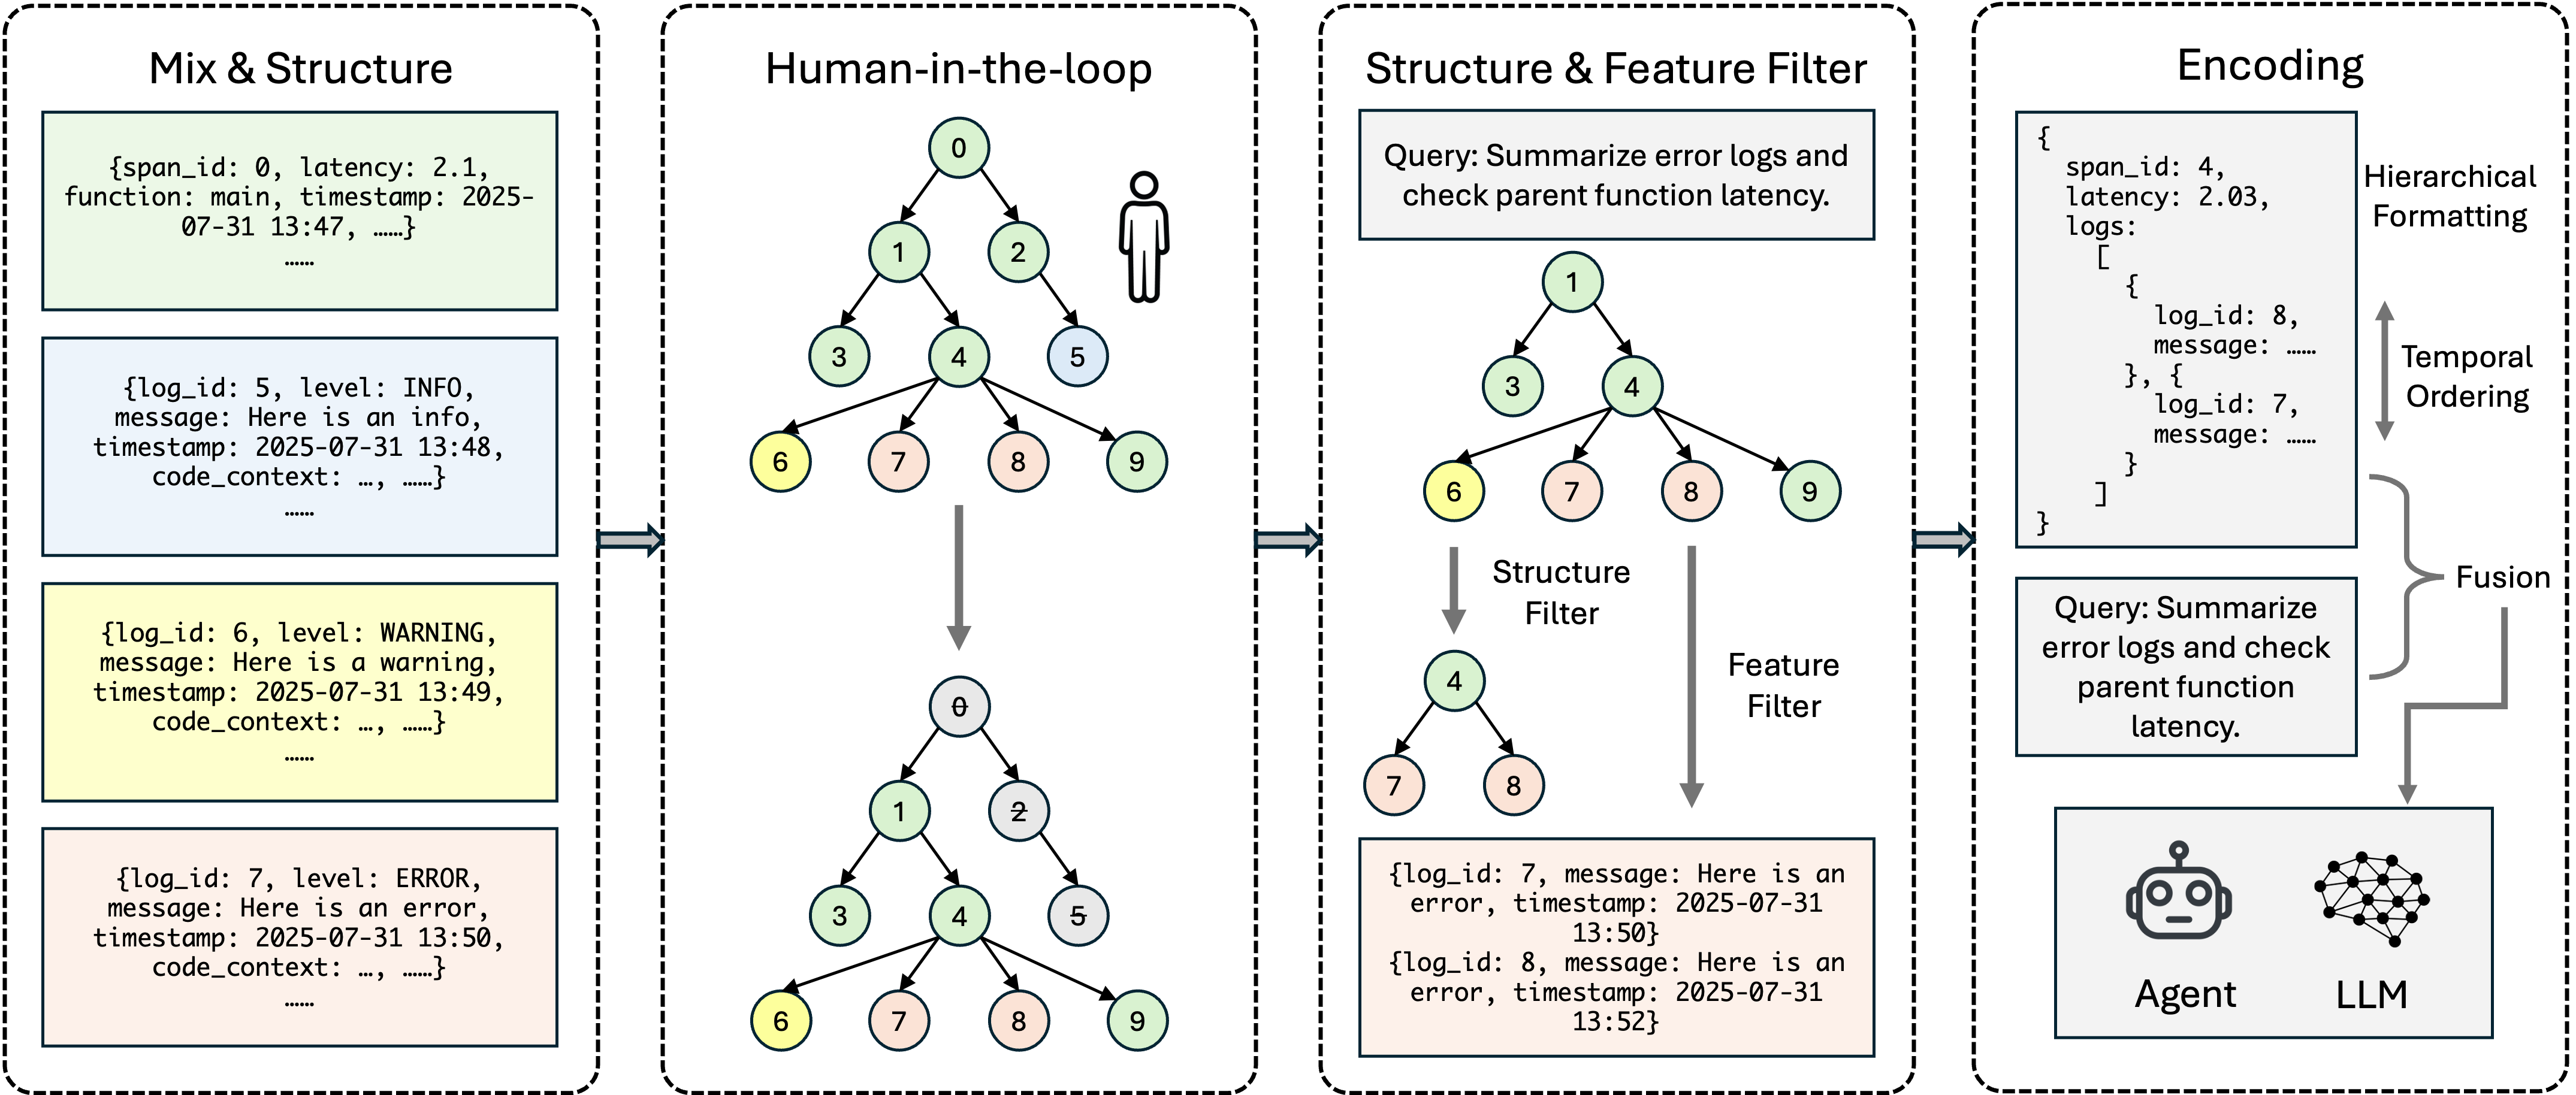 Mix & Structure
{span_id: 0, latency: 2.1,
function: main, timestamp: 2025-
07-31 13:47, ……}
……
{log_id: 5, level: INFO,
message: Here is an info,
timestamp: 2025-07-31 13:48,
code_context: …, ……}
……
{log_id: 6, level: WARNING,
message: Here is a warning,
timestamp: 2025-07-31 13:49,
code_context: …, ……}
……
{log_id: 7, level: ERROR,
message: Here is an error,
timestamp: 2025-07-31 13:50,
code_context: …, ……}
……
Human-in-the-loop
0
1 2
3 4 5
6 7 8 9
0
1 2
3 4 5
6 7 8 9
Structure & Feature Filter
Query: Summarize error logs and
check parent function latency.
1
3 4
6 7 8 9
Structure
Filter
Feature
Filter
4
7 8
{log_id: 7, message: Here is an
error, timestamp: 2025-07-31
13:50}
{log_id: 8, message: Here is an
error, timestamp: 2025-07-31
13:52}
Encoding
{
span_id: 4,
latency: 2.03,
logs:
[
{
log_id: 8,
message: ……
}, {
log_id: 7,
message: ……
}
]
}
Hierarchical
Formatting
Temporal
Ordering
Query: Summarize
error logs and check
parent function
latency.
Fusion
Agent
LLM